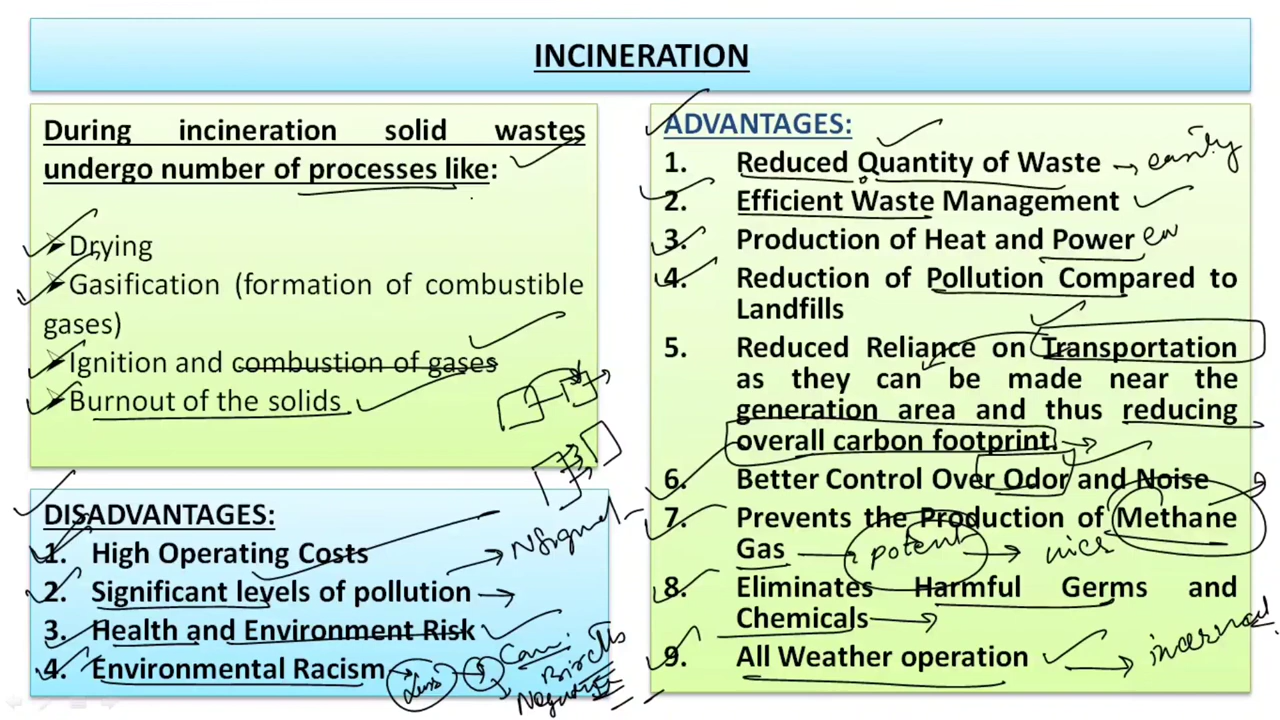 INCINERATION
During incineration solid wastes
undergo number of processes like:
➢Drying
➢Gasification (formation of combustible
gases)
➢Ignition and combustion of gases
➢Burnout of the solids
DISADVANTAGES:
1. High Operating Costs
2. Significant levels of pollution
3. Health and Environment Risk
4. Environmental Racism
ADVANTAGES:
1. Reduced Quantity of Waste
2. Efficient Waste Management
3. Production of Heat and Power
4. Reduction of Pollution Compared to
Landfills
5. Reduced Reliance on Transportation
as they can be made near the
generation area and thus reducing
overall carbon footprint.
6. Better Control Over Odor and Noise
7. Prevents the Production of Methane
Gas potent
8. Eliminates Harmful Germs and
Chemicals
9. All Weather operation